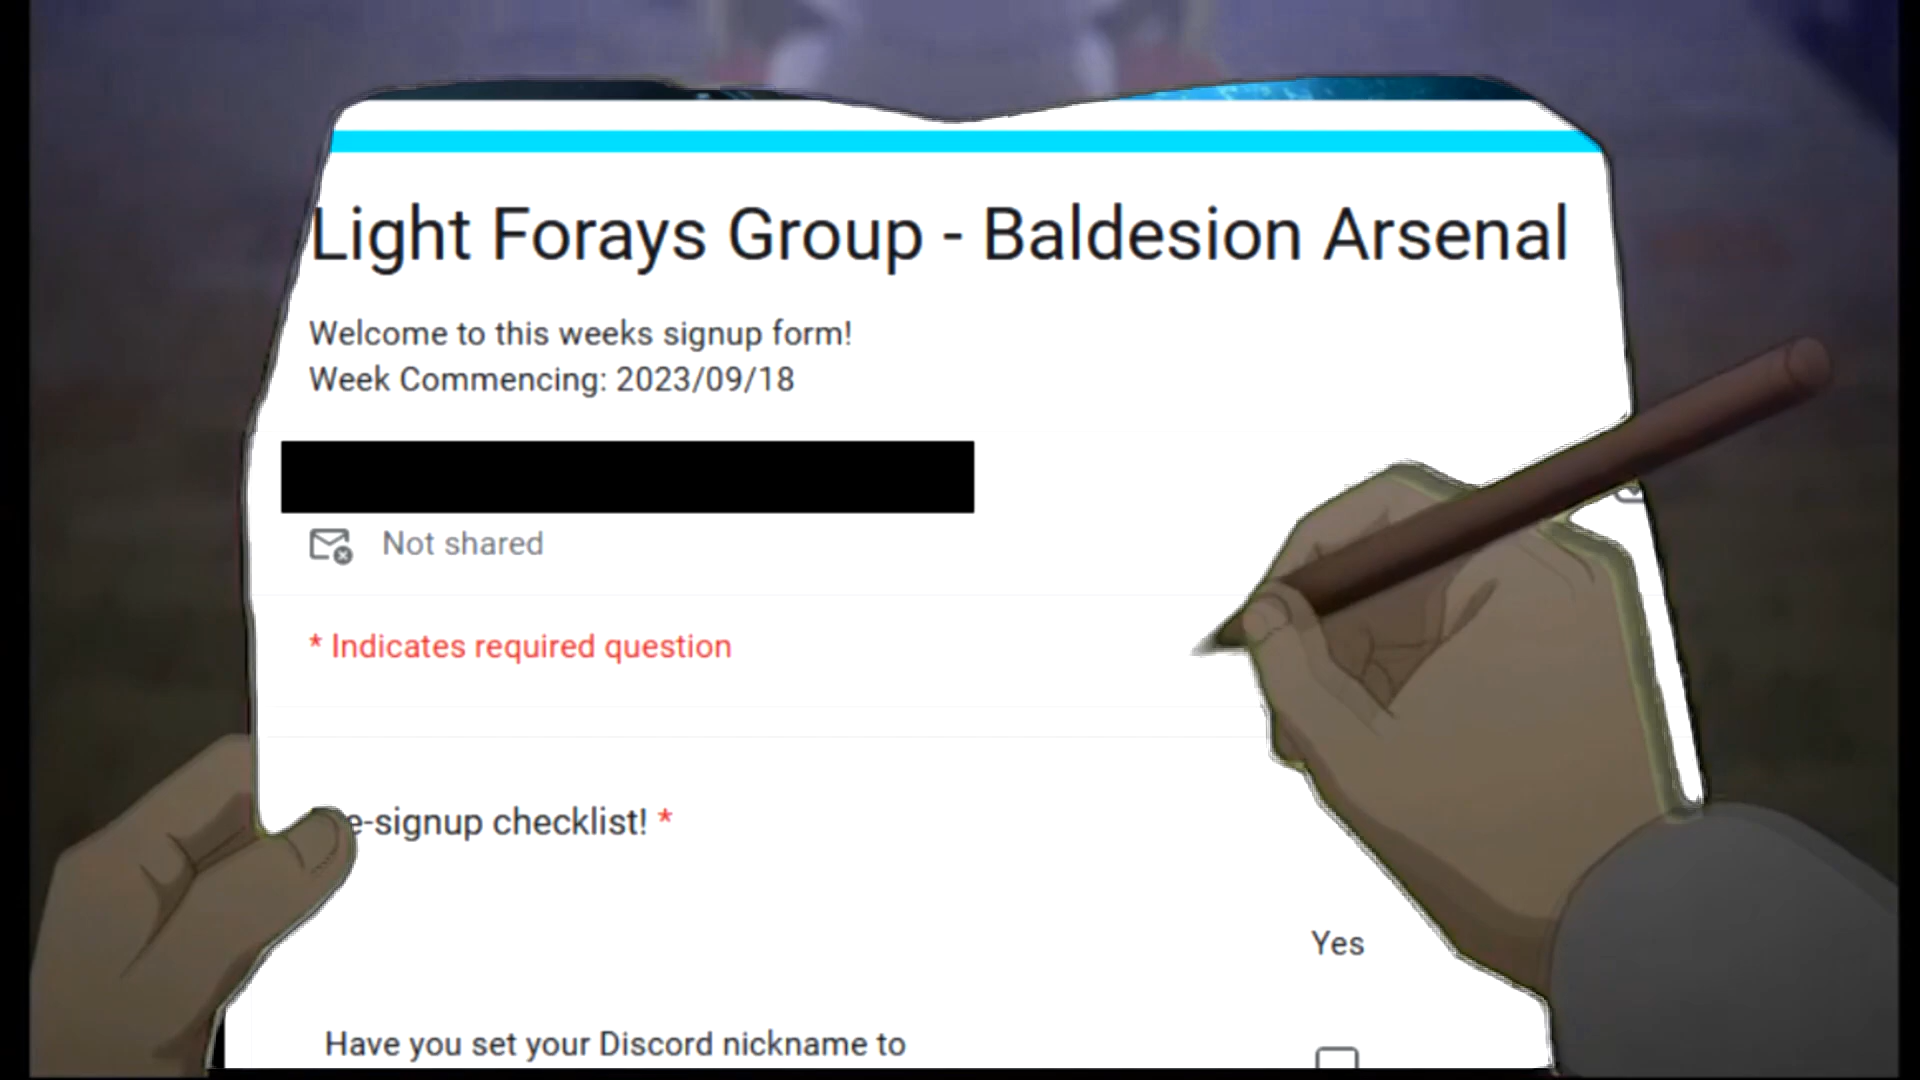 Light Forays Group - Baldesion Arsenal
Welcome to this weeks signup form!
Week Commencing: 2023/09/18
Not shared
* Indicates required question
e-signup checklist! *
Yes
Have you set your Discord nickname to